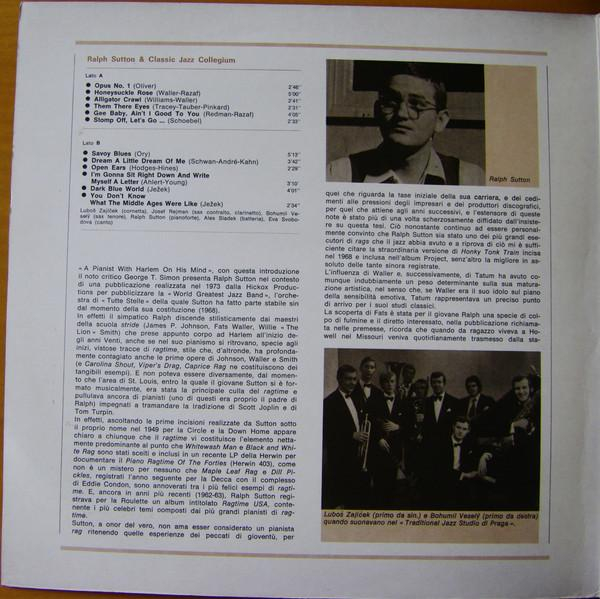 Ralph Sutton & Classic Jazz Collegium
Lato A
● Opus No. 1 (Oliver) 2'46"
● Honeysuckle Rose (Waller-Razaf) 5'00"
● Alligator Crawl (Williams-Waller) 2'41"
● Them There Eyes (Tracey-Tauber-Pinkard) 2'31"
● Gee Baby, Ain't I Good To You (Redman-Razaf) 4'05"
● Stomp Off, Let's Go ... (Schoebel) 2'33"
Lato B
● Savoy Blues (Ory) 5'13"
● Dream A Little Dream Of Me (Schwan-André-Kahn) 3'42"
● Open Ears (Hodges-Hines) 2'29"
● I'm Gonna Sit Right Down And Write
Myself A Letter (Ahlert-Young) 3'10"
● Dark Blue World (Ježek) 4'01"
● You Don't Know
What The Middle Ages Were Like (Ježek) 2'34"
Luboš Zajíček (cornetta), Josef Rejman (sax contralto, clarinetto), Bohumil Ve-
selý (sax tenore), Ralph Sutton (pianoforte), Ales Sladek (batteria), Eva Svobo-
dova (canto)
« A Pianist With Harlem On His Mind », con questa introduzione
il noto critico George T. Simon presenta Ralph Sutton nel contesto
di una pubblicazione realizzata nel 1973 dalla Hickox Produc-
tions per pubblicizzare la « World Greatest Jazz Band », l'orche-
stra di « Tutte Stelle » della quale Sutton ha fatto parte stabile sin
dal momento della sua costituzione (1968).
In effetti il simpatico Ralph discende stilisticamente dai maestri
della scuola stride (James P. Johnson, Fats Waller, Willie « The
Lion » Smith) che prese appunto corpo ad Harlem all'inizio de-
gli anni Venti, anche se nel suo pianismo si ritrovano, specie agli
inizi, vistose tracce di ragtime, stile che, d'altronde, ha profonda-
mente contagiato anche le prime opere di Johnson, Waller e Smith
(e Carolina Shout, Viper's Drag, Caprice Rag ne costituiscono dei
tangibili esempi). E non poteva essere diversamente, dal momen-
to che l'area di St. Louis, entro la quale il giovane Sutton si è for-
mato musicalmente, era stata la principale culla del ragtime e
pullulava ancora di pianisti (uno di questi era proprio il padre di
Ralph) impegnati a tramandare la tradizione di Scott Joplin e di
Tom Turpin.
In effetti, ascoltando le prime incisioni realizzate da Sutton sotto
il proprio nome nel 1949 per la Circle e la Down Home appare
chiaro a chiunque che il ragtime vi costituisce l'elemento netta-
mente predominante al punto che Whitewash Man e Black and Whi-
te Rag sono stati scelti e inclusi in un recente LP della Herwin per
documentare il Piano Ragtime Of The Forties (Herwin 403), come
non è un mistero per nessuno che Maple Leaf Rag e Dill Pi-
ckles, registrati l'anno seguente per la Decca con il complesso
di Eddie Condon, sono annoverati tra i più felici esempi di ragti-
me. E, ancora in anni più recenti (1962-63), Ralph Sutton regi-
strava per la Roulette un album intitolato Ragtime USA, conte-
nente i più celebri temi composti dai più grandi pianisti di rag-
time.
Sutton, a onor del vero, non ama esser considerato un pianista
rag ritenendo quelle esperienze dei peccati di gioventù, per
Ralph Sutton
quei che riguarda la fase iniziale della sua carriera, e dei cedi-
menti alle pressioni degli impresari e dei produttori discografici,
per quel che attiene agli anni successivi, e l'estensore di queste
note è stato più di una volta scherzosamente diffidato dall'insiste-
re su questa tesi. Ciò nonostante continuo ad essere personal-
mente convinto che Ralph Sutton sia stato uno dei più grandi ese-
cutori di rags che il jazz abbia avuto e a riprova di ciò mi è suffi-
ciente citare la straordinaria versione di Honky Tonk Train incisa
nel 1968 e inclusa nell'album Project, senz'altro la migliore in as-
soluto delle tante sinora registrate.
L'influenza di Waller e, successivamente, di Tatum ha avuto co-
munque indubbiamente un peso determinante sulla sua matura-
zione artistica, nel senso che, se Waller era il suo idolo sul piano
della sensibilità emotiva, Tatum rappresentava un preciso punto
di arrivo per i suoi studi classici.
La scoperta di Fats è stata per il giovane Ralph una specie di col-
po di fulmine e il diretto interessato, nella pubblicazione richiama-
ta nelle premesse, ricorda che quando da ragazzo viveva a Ho-
well nel Missouri veniva quotidianamente trasmesso dalla sta-
Luboš Zajíček (primo da sin.) e Bohumil Veselý (primo da destra)
quando suonavano nel « Traditional Jazz Studio di Praga ».